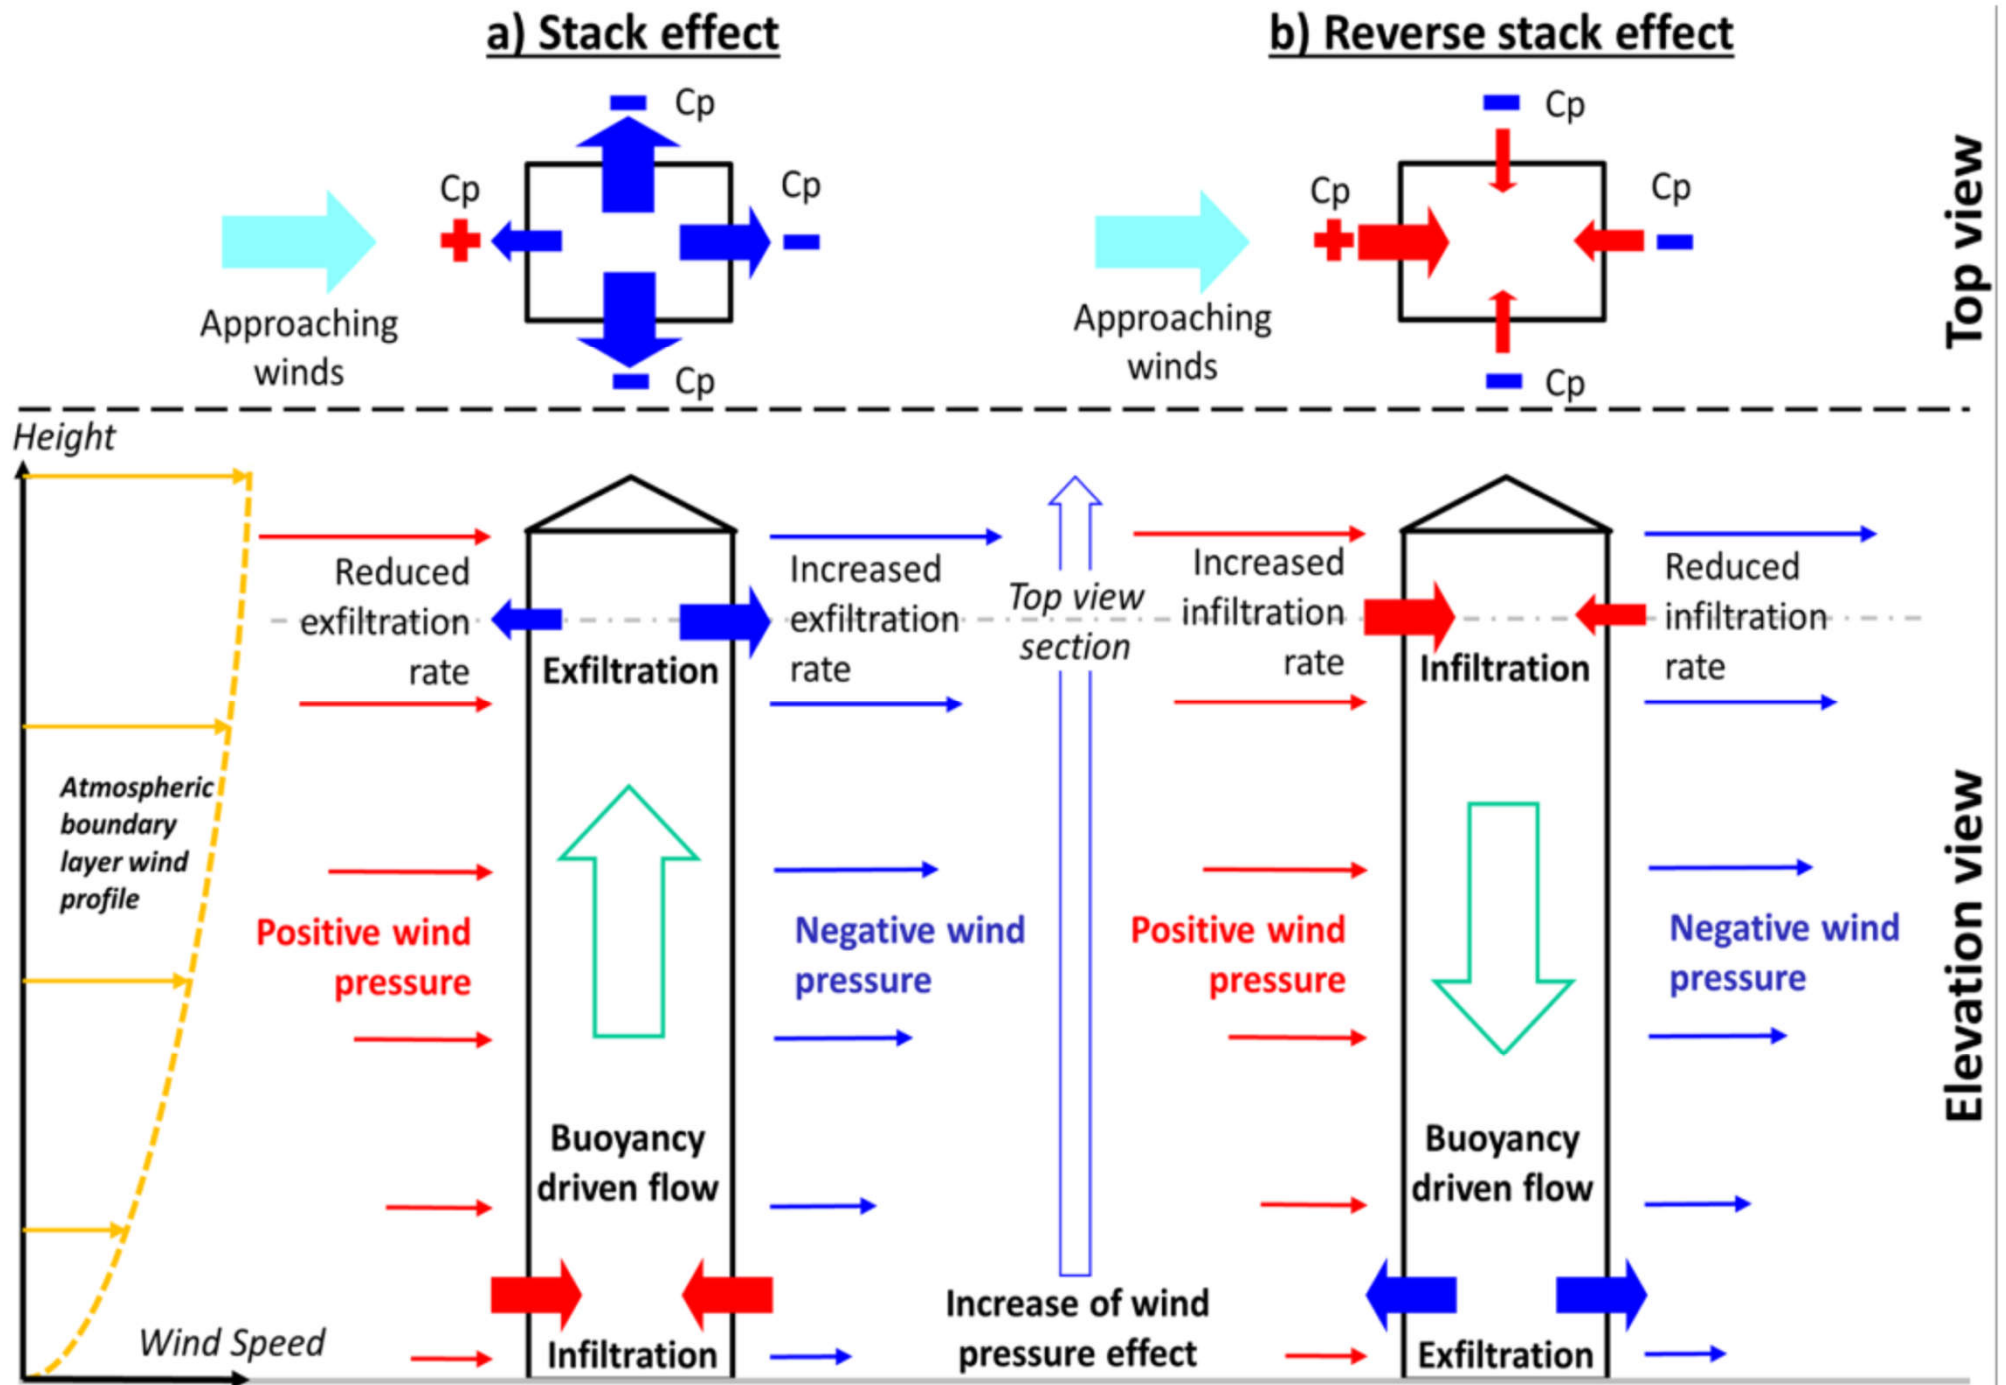 a) Stack effect
b) Reverse stack effect
Cp
Cp
Cp
Cp
Approaching
winds
Cp
Cp
Cp
Cp
Approaching
winds
Top view
Height
Reduced
exfiltration
rate
Increased
exfiltration
rate
Exfiltration
Top view
section
Increased
infiltration
rate
Reduced
infiltration
rate
Infiltration
Atmospheric
boundary
layer wind
profile
Positive wind
pressure
Negative wind
pressure
Positive wind
pressure
Negative wind
pressure
Elevation view
Buoyancy
driven flow
Buoyancy
driven flow
Increase of wind
pressure effect
Wind Speed
Infiltration
Exfiltration